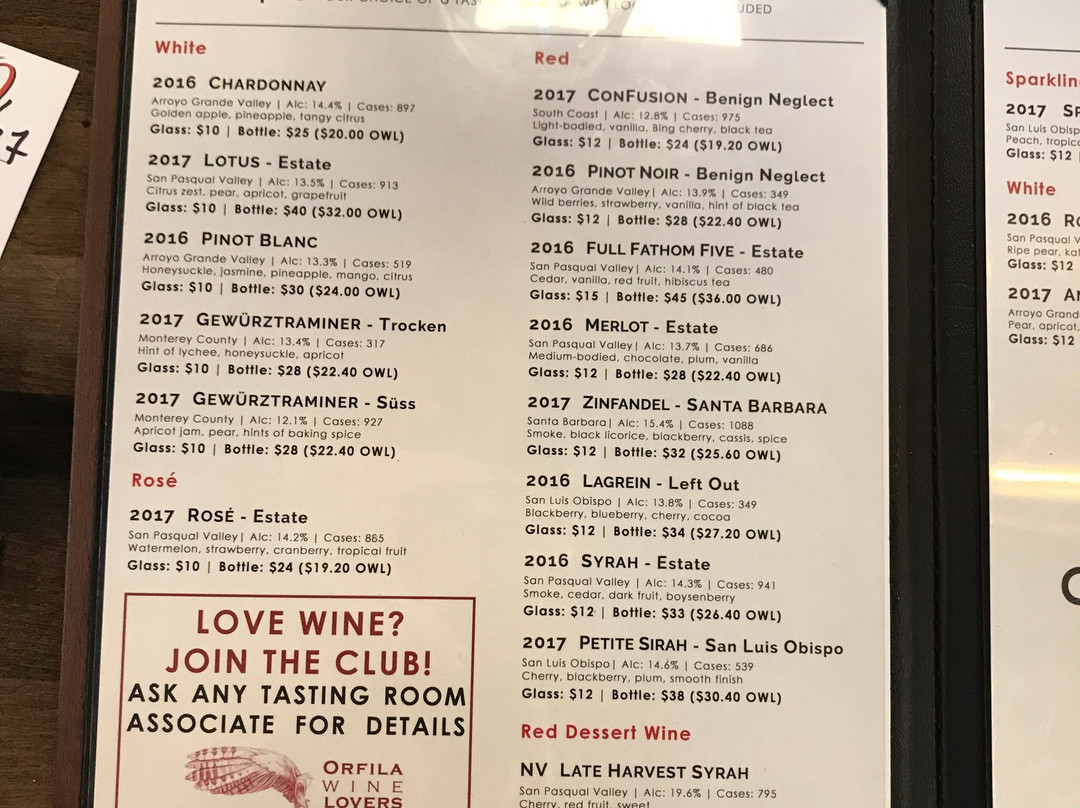 White
2016 CHARDONNAY
Arroyo Grande Valley | Alc: 14.4% | Cases: 897
Golden apple, pineapple, tangy citrus
Glass: $10 | Bottle: $25 ($20.00 OWL)
2017 LOTUS - Estate
San Pasqual Valley | Alc: 13.5% | Cases: 913
Citrus zest, pear, apricot, grapefruit
Glass: $10 | Bottle: $40 ($32.00 OWL)
2016 PINOT BLANC
Arroyo Grande Valley | Alc: 13.3% | Cases: 519
Honeysuckle, jasmine, pineapple, mango, citrus
Glass: $10 | Bottle: $30 ($24.00 OWL)
2017 GEWÜRZTRAMINER - Trocken
Monterey County | Alc: 13.4% | Cases: 317
Hint of lychee, honeysuckle, apricot
Glass: $10 | Bottle: $28 ($22.40 OWL)
2017 GEWÜRZTRAMINER - Süss
Monterey County | Alc: 12.1% | Cases: 927
Apricot jam, pear, hints of baking spice
Glass: $10 | Bottle: $28 ($22.40 OWL)
Rosé
2017 ROSÉ - Estate
San Pasqual Valley| Alc: 14.2% | Cases: 865
Watermelon, strawberry, cranberry, tropical fruit
Glass: $10 | Bottle: $24 ($19.20 OWL)
LOVE WINE?
JOIN THE CLUB!
ASK ANY TASTING ROOM
ASSOCIATE FOR DETAILS
ORFILA
WINE
LOVERS
Red
2017 CONFUSION - Benign Neglect
South Coast | Alc: 12.8% | Cases: 975
Light-bodied, vanilla, Bing cherry, black tea
Glass: $12 | Bottle: $24 ($19.20 OWL)
2016 PINOT NOIR - Benign Neglect
Arroyo Grande Valley| Alc: 13.9% | Cases: 349
Wild berries, strawberry, vanilla, hint of black tea
Glass: $12 | Bottle: $28 ($22.40 OWL)
2016 FULL FATHOM FIVE - Estate
San Pasqual Valley| Alc: 14.1% | Cases: 480
Cedar, vanilla, red fruit, hibiscus tea
Glass: $15 | Bottle: $45 ($36.00 OWL)
2016 MERLOT - Estate
San Pasqual Valley| Alc: 13.7% | Cases: 686
Medium-bodied, chocolate, plum, vanilla
Glass: $12 | Bottle: $28 ($22.40 OWL)
2017 ZINFANDEL - SANTA BARBARA
Santa Barbara| Alc: 15.4% | Cases: 1088
Smoke, black licorice, blackberry, cassis, spice
Glass: $12 | Bottle: $32 ($25.60 OWL)
2016 LAGREIN - Left Out
San Luis Obispo | Alc: 13.8% | Cases: 349
Blackberry, blueberry, cherry, cocoa
Glass: $12 | Bottle: $34 ($27.20 OWL)
2016 SYRAH - Estate
San Pasqual Valley | Alc: 14.3% | Cases: 941
Smoke, cedar, dark fruit, boysenberry
Glass: $12 | Bottle: $33 ($26.40 OWL)
2017 PETITE SIRAH - San Luis Obispo
San Luis Obispo| Alc: 14.6% | Cases: 539
Cherry, blackberry, plum, smooth finish
Glass: $12 | Bottle: $38 ($30.40 OWL)
Red Dessert Wine
NV LATE HARVEST SYRAH
San Pasqual Valley | Alc: 19.6% | Cases: 795
Cherry, red fruit, sweet
2017
San Luis
Peach,
Glass: $12
White
2016
San Pasqual
Ripe pear,
Glass: $12
2017
Arroyo
Pear, apricot,
Glass: $12